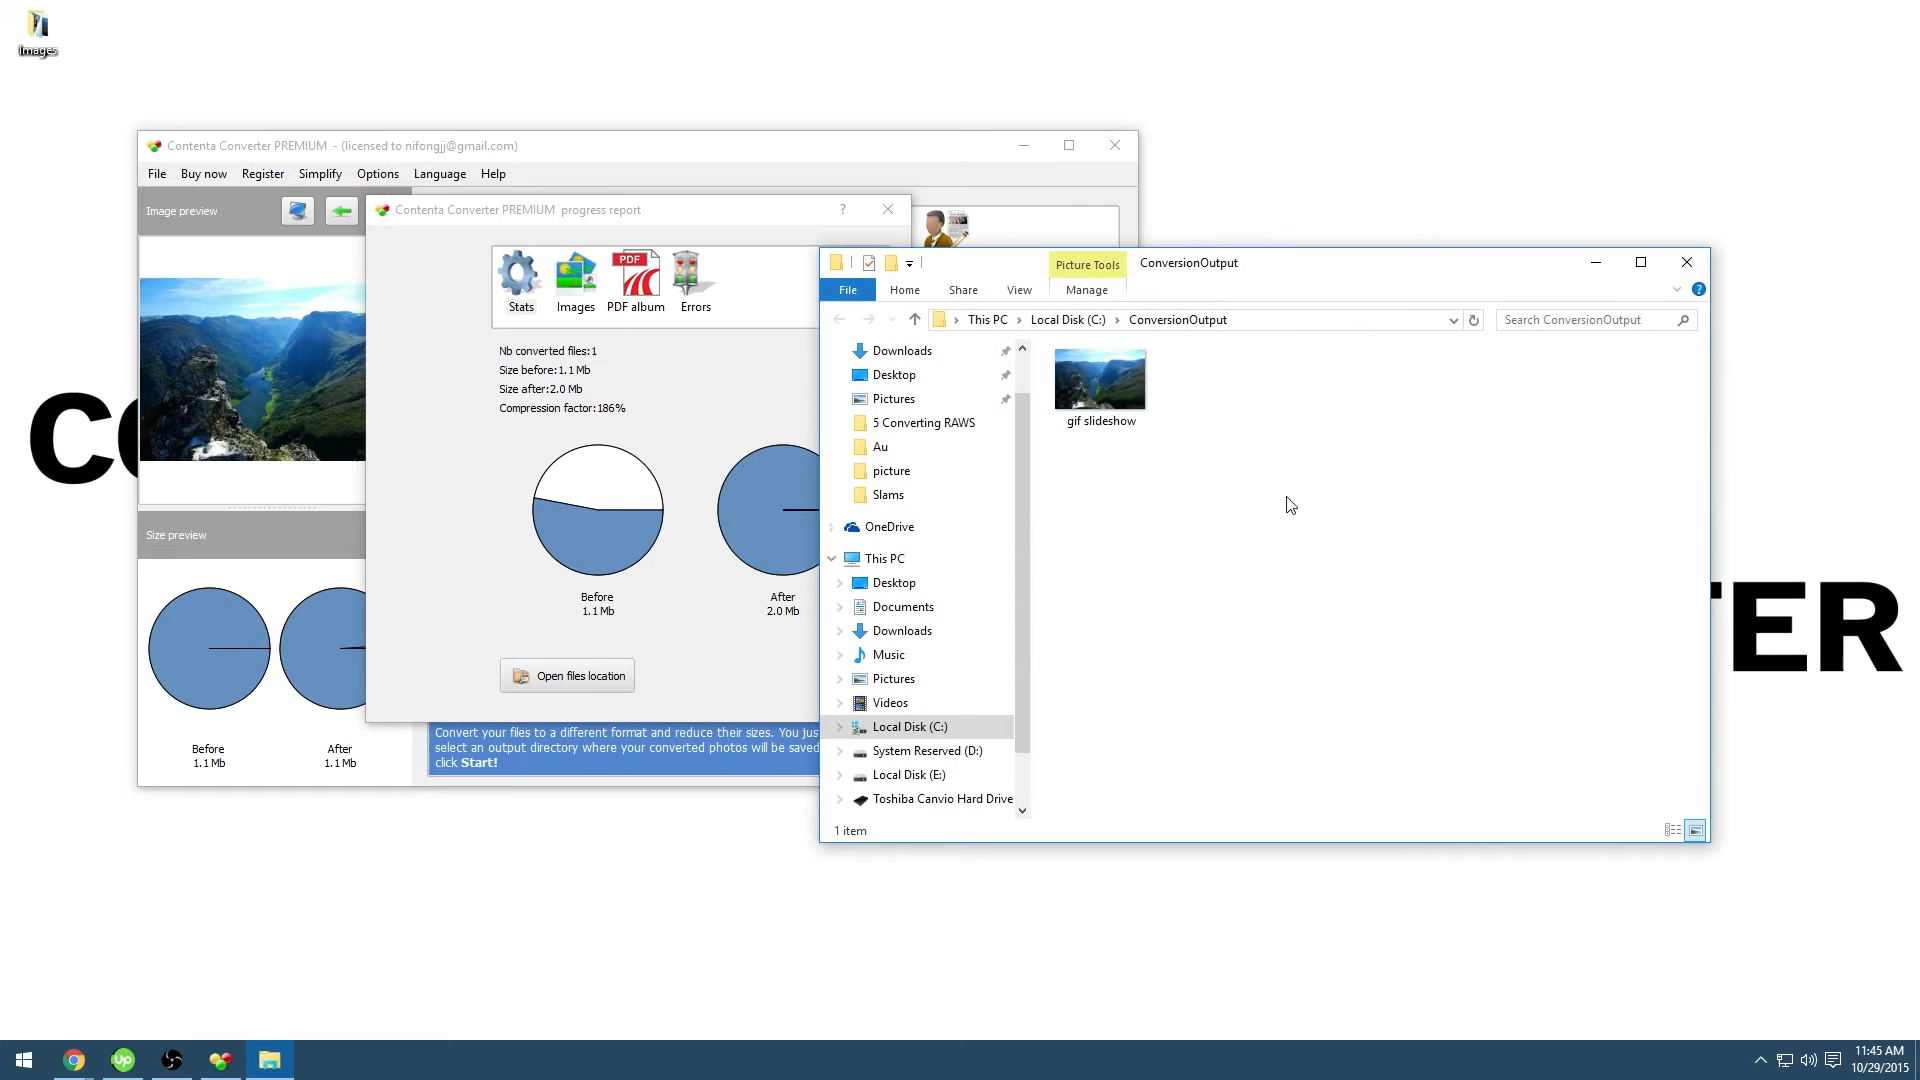 Images
Contenta Converter PREMIUM - (licensed to nifongjj@gmail.com)
File Buy now Register Simplify Options Language Help
Image preview
Size preview
Before
1.1 Mb
After
1.1 Mb
Contenta Converter PREMIUM progress report
?
Stats Images PDF album Errors
PDF
Nb converted files:1
Size before:1.1 Mb
Size after:2.0 Mb
Compression factor:186%
Before
1.1 Mb
After
2.0 Mb
Open files location
Convert your files to a different format and reduce their sizes. You jus
select an output directory where your converted photos will be saved
click Start!
Picture Tools ConversionOutput
File Home Share View Manage
This PC Local Disk (C:) ConversionOutput
Search ConversionOutput
Downloads
Desktop
Pictures
5 Converting RAWS
Au
picture
Slams
OneDrive
This PC
Desktop
Documents
Downloads
Music
Pictures
Videos
Local Disk (C:)
System Reserved (D:)
Local Disk (E:)
Toshiba Canvio Hard Drive
gif slideshow
1 item
TER
up
11:45 AM
10/29/2015